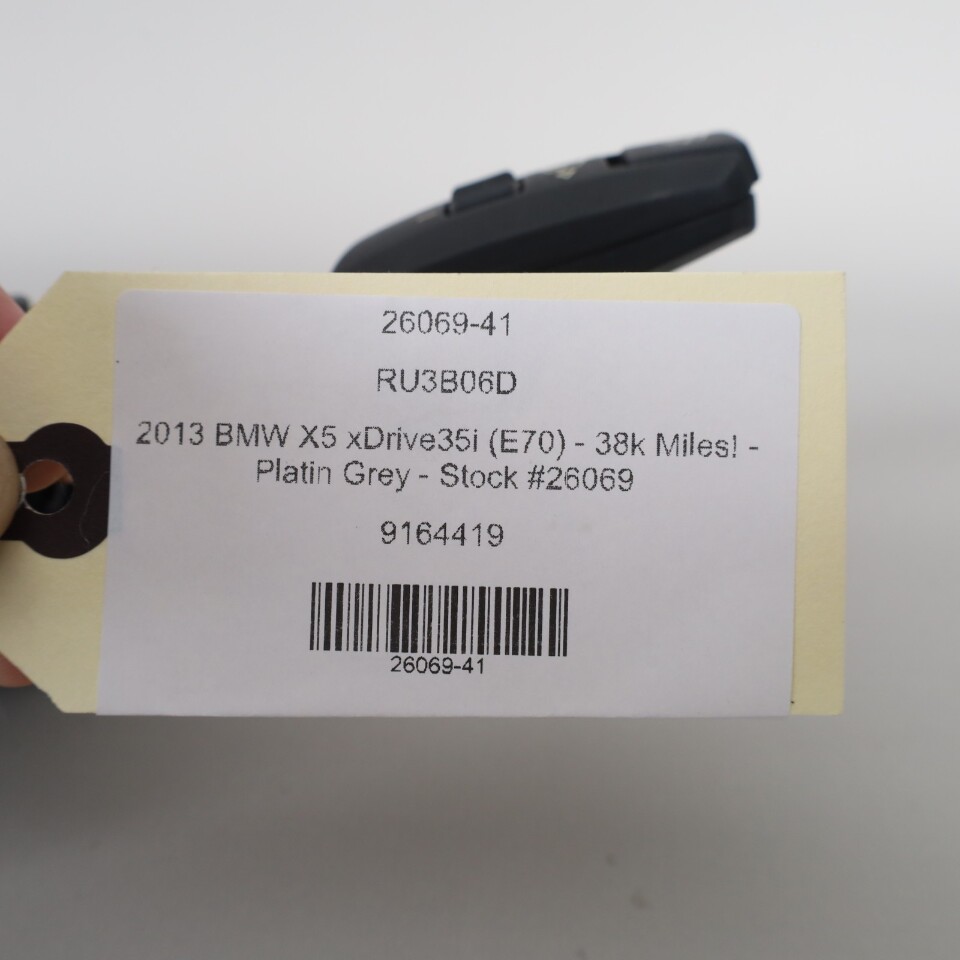 26069-41
RU3B06D
2013 BMW X5 xDrive35i (E70) - 38k Miles! -
Platin Grey - Stock #26069
9164419
26069-41